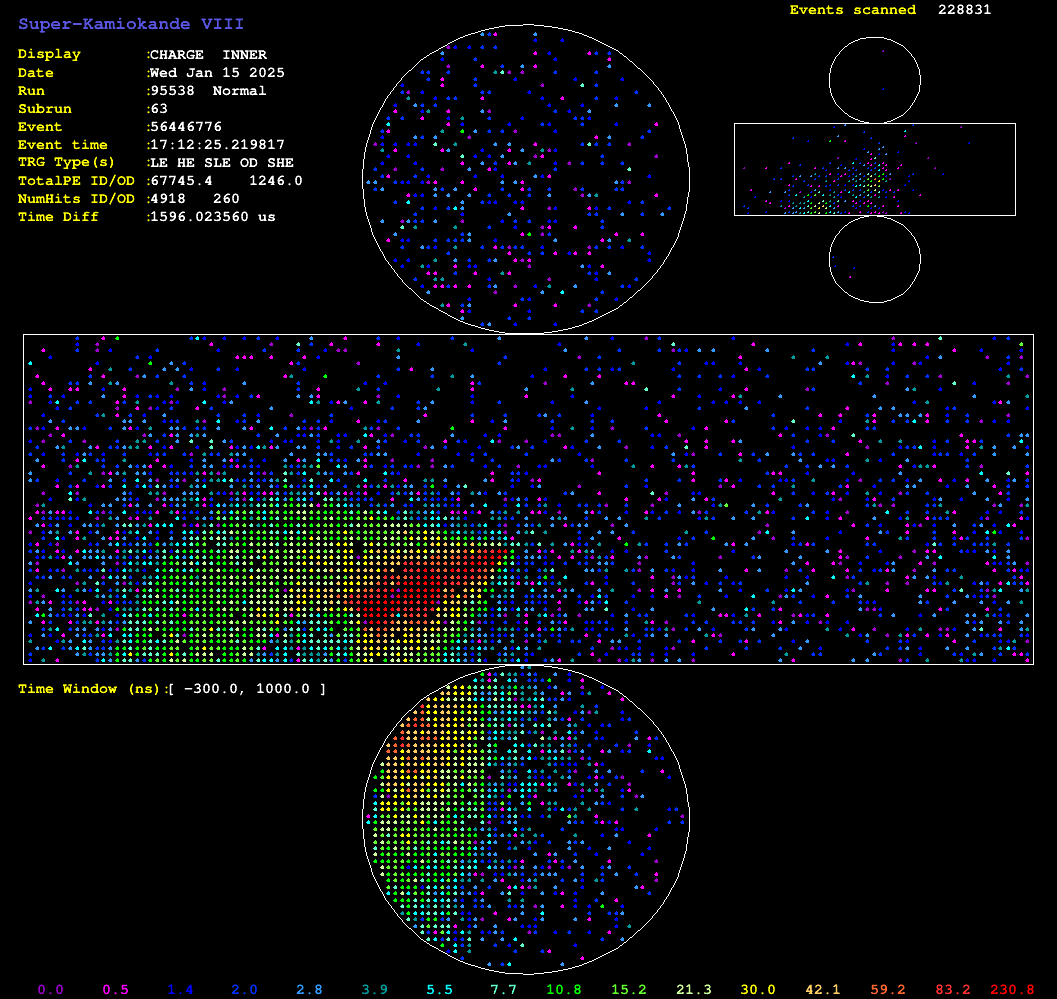 Super-Kamiokande VIII
Events scanned 228831
Display :CHARGE INNER
Date :Wed Jan 15 2025
Run :95538 Normal
Subrun :63
Event :56446776
Event time :17:12:25.219817
TRG Type(s) :LE HE SLE OD SHE
TotalPE ID/OD :67745.4 1246.0
NumHits ID/OD :4918 260
Time Diff :1596.023560 us
Time Window (ns):[ -300.0, 1000.0 ]
0.0 0.5 1.4 2.0 2.8 3.9 5.5 7.7 10.8 15.2 21.3 30.0 42.1 59.2 83.2 230.8